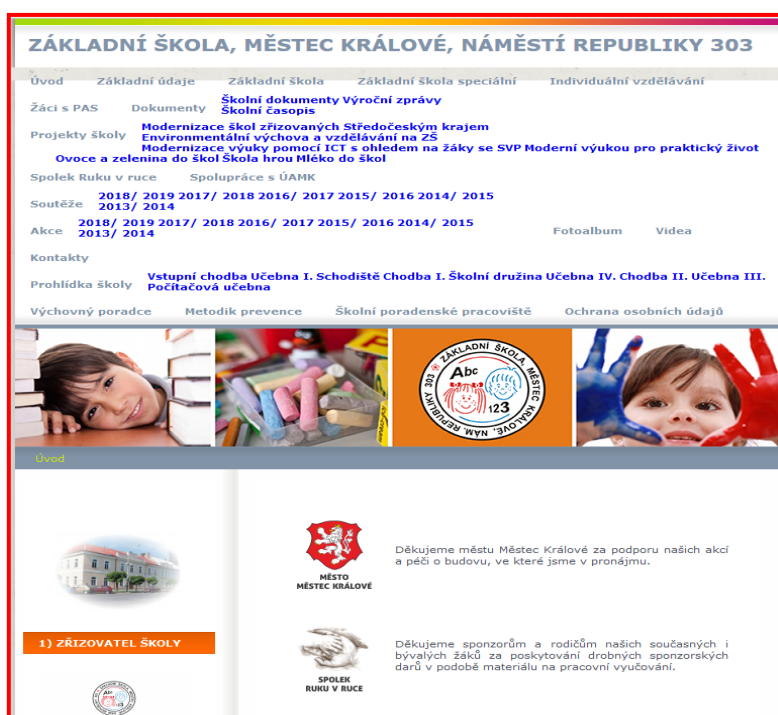 ZÁKLADNÍ ŠKOLA, MĚSTEC KRÁLOVÉ, NÁMĚSTÍ REPUBLIKY 303
Úvod Základní údaje Základní škola Základní škola speciální Individuální vzdělávání
Žáci s PAS Dokumenty Školní dokumenty Výroční zprávy
Školní časopis
Projekty školy Modernizace škol zřizovaných Středočeským krajem
Environmentální výchova a vzdělávání na ZŠ
Modernizace výuky pomocí ICT s ohledem na žáky se SVP Moderní výukou pro praktický život
Ovoce a zelenina do škol Škola hrou Mléko do škol
Spolek Ruku v ruce Spolupráce s ÚAMK
Soutěže 2018/ 2019 2017/ 2018 2016/ 2017 2015/ 2016 2014/ 2015
2013/ 2014
Akce 2018/ 2019 2017/ 2018 2016/ 2017 2015/ 2016 2014/ 2015
2013/ 2014 Fotoalbum Videa
Kontakty
Prohlídka školy Vstupní chodba Učebna I. Schodiště Chodba I. Školní družina Učebna IV. Chodba II. Učebna III.
Počítačová učebna
Výchovný poradce Metodik prevence Školní poradenské pracoviště Ochrana osobních údajů
ZÁKLADNÍ ŠKOLA, MĚSTEC KRÁLOVÉ, NÁM. REPUBLIKY 303
Abc
123
Úvod
Děkujeme městu Městec Králové za podporu našich akcí
a péči o budovu, ve které jsme v pronájmu.
MĚSTO
MĚSTEC KRÁLOVÉ
1) ZŘIZOVATEL ŠKOLY
Děkujeme sponzorům a rodičům našich současných i
bývalých žáků za poskytování drobných sponzorských
darů v podobě materiálu na pracovní vyučování.
SPOLEK
RUKU V RUCE